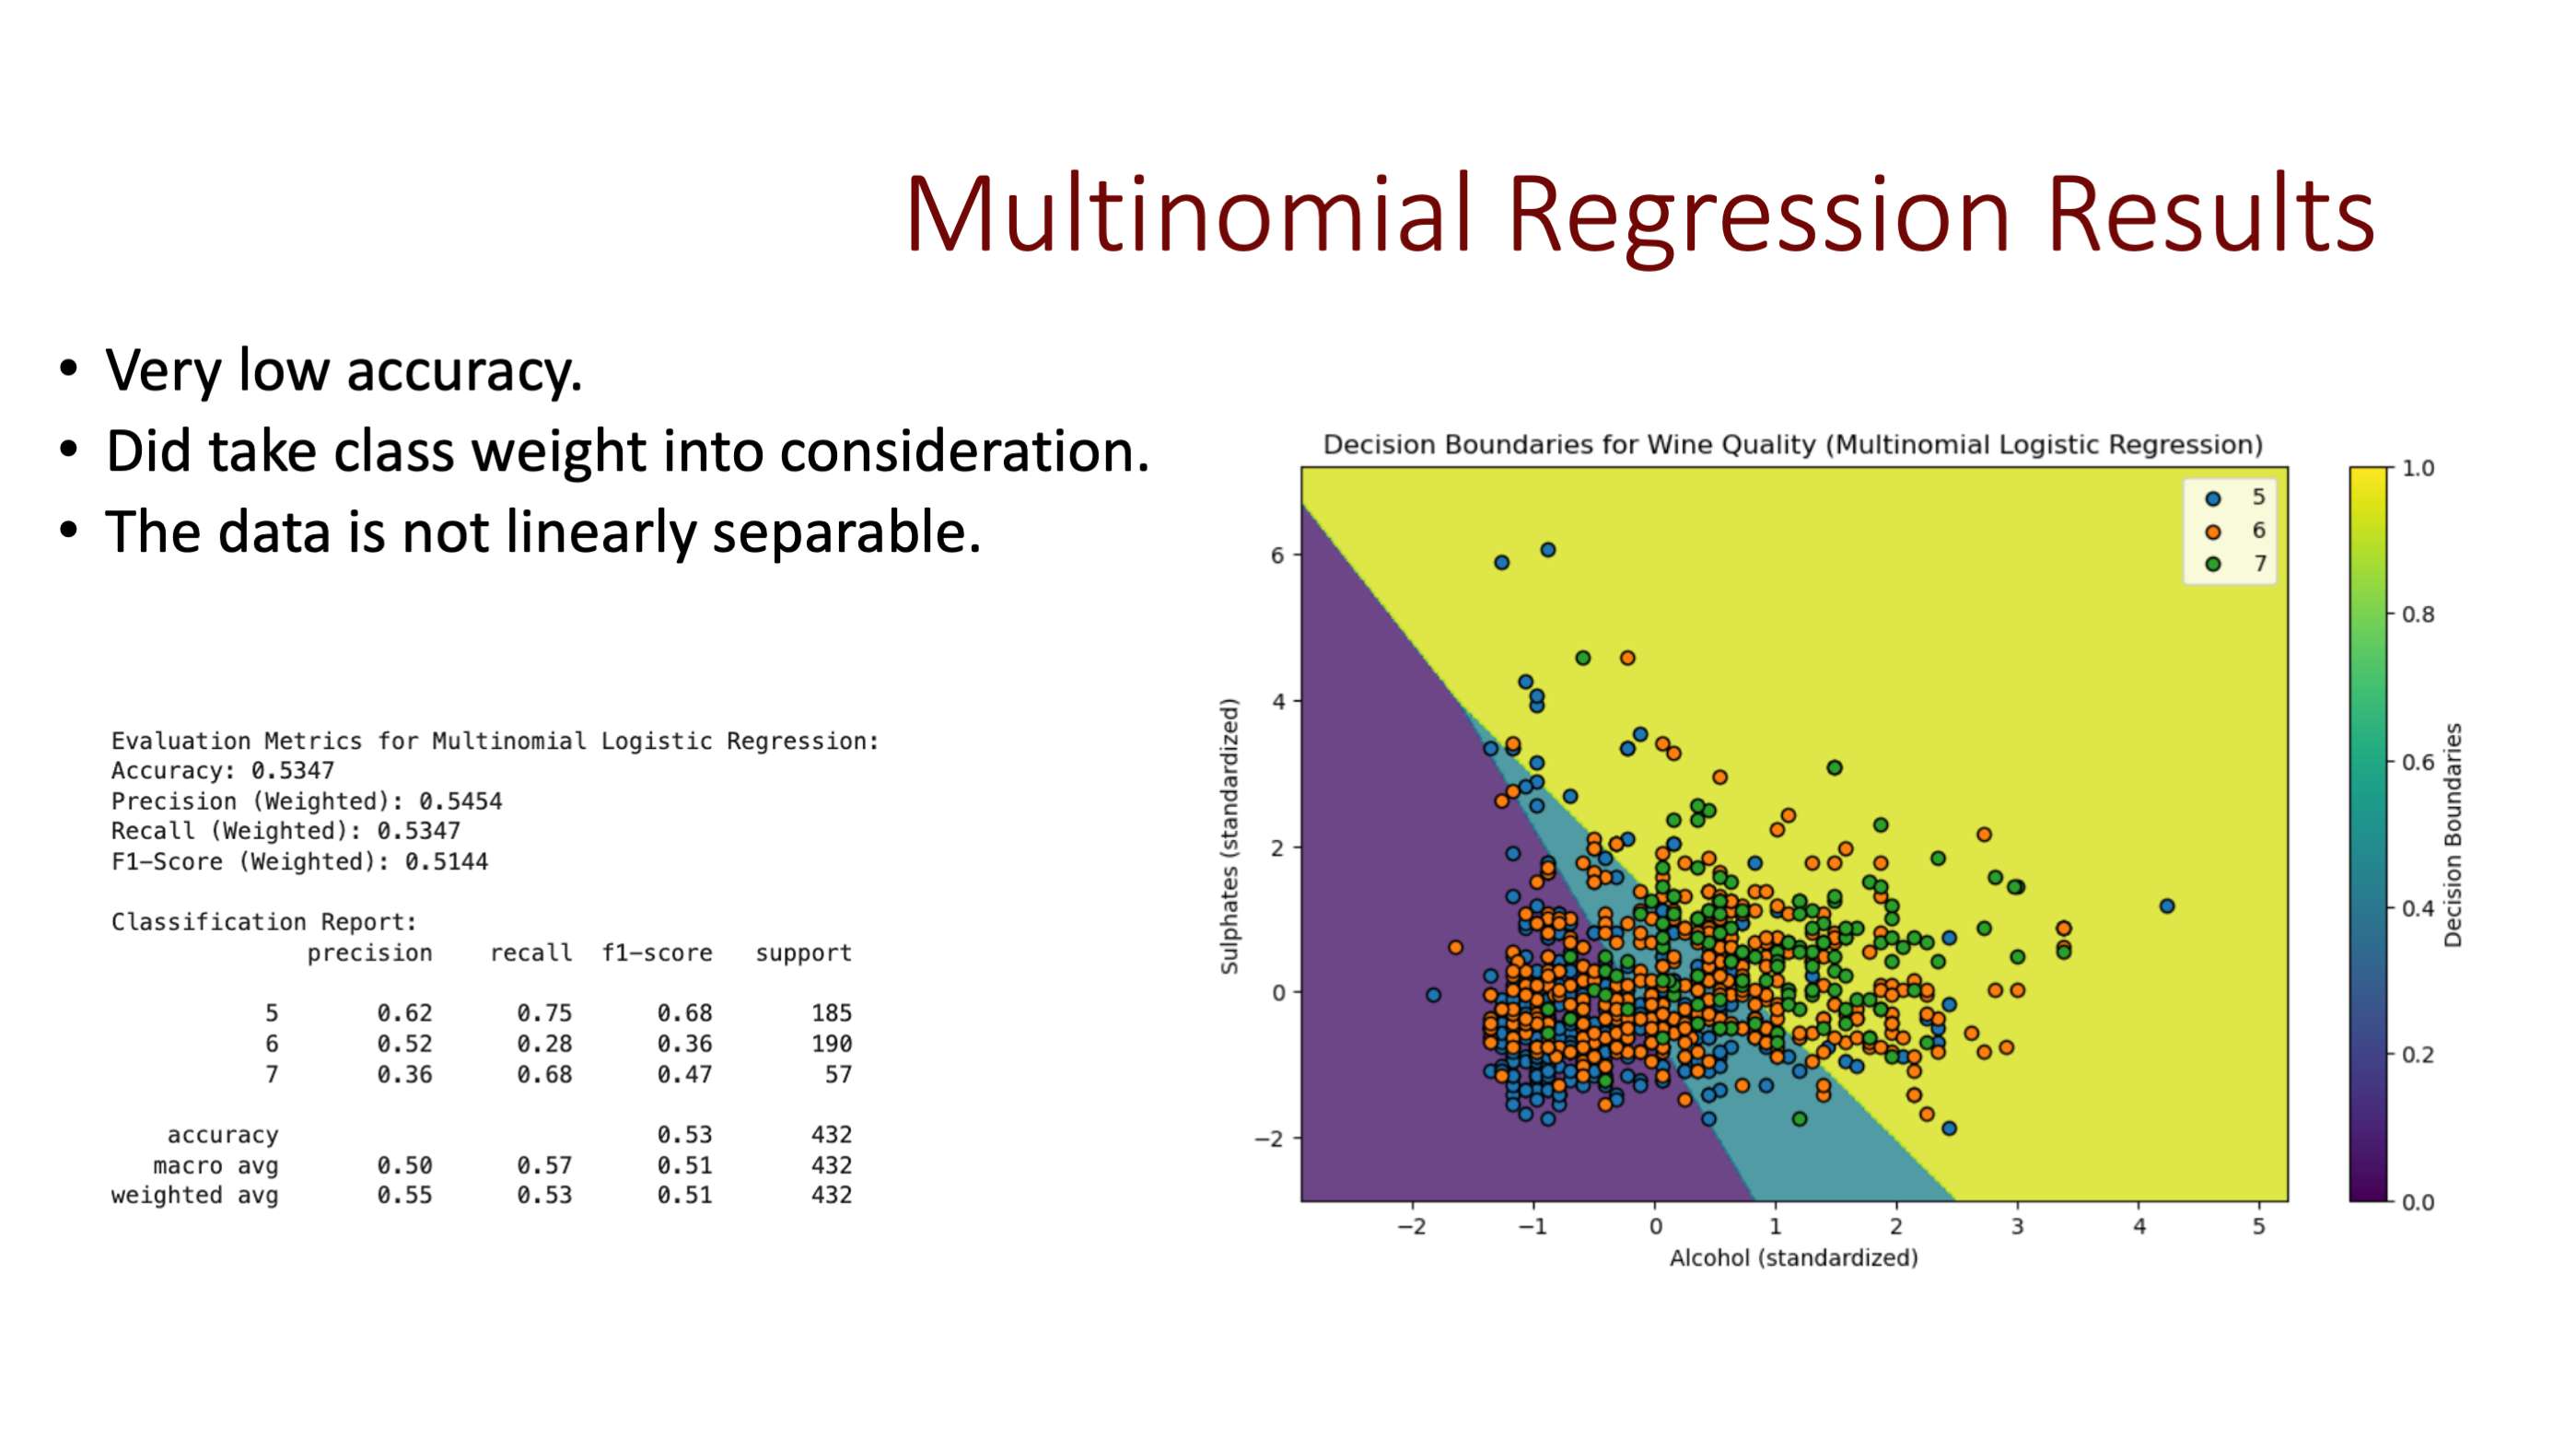 Multinomial Regression Results
• Very low accuracy.
• Did take class weight into consideration.
• The data is not linearly separable.
Evaluation Metrics for Multinomial Logistic Regression:
Accuracy: 0.5347
Precision (Weighted): 0.5454
Recall (Weighted): 0.5347
F1-Score (Weighted): 0.5144
Classification Report:
precision recall f1-score support
5 0.62 0.75 0.68 185
6 0.52 0.28 0.36 190
7 0.36 0.68 0.47 57
accuracy 0.53 432
macro avg 0.50 0.57 0.51 432
weighted avg 0.55 0.53 0.51 432
Decision Boundaries for Wine Quality (Multinomial Logistic Regression)
5
6
7
6
4
2
0
−2
Sulphates (standardized)
−2 −1 0 1 2 3 4 5
Alcohol (standardized)
1.0
0.8
0.6
0.4
0.2
0.0
Decision Boundaries